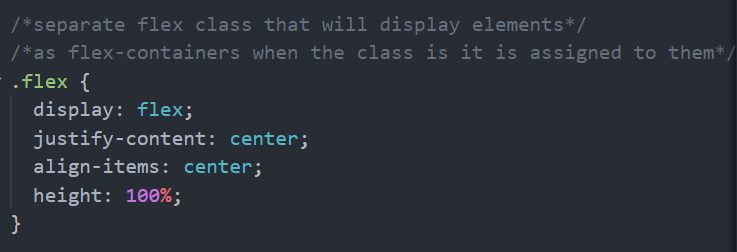 /*separate flex class that will display elements*/
/*as flex-containers when the class is it is assigned to them*/
.flex {
display: flex;
justify-content: center;
align-items: center;
height: 100%;
}